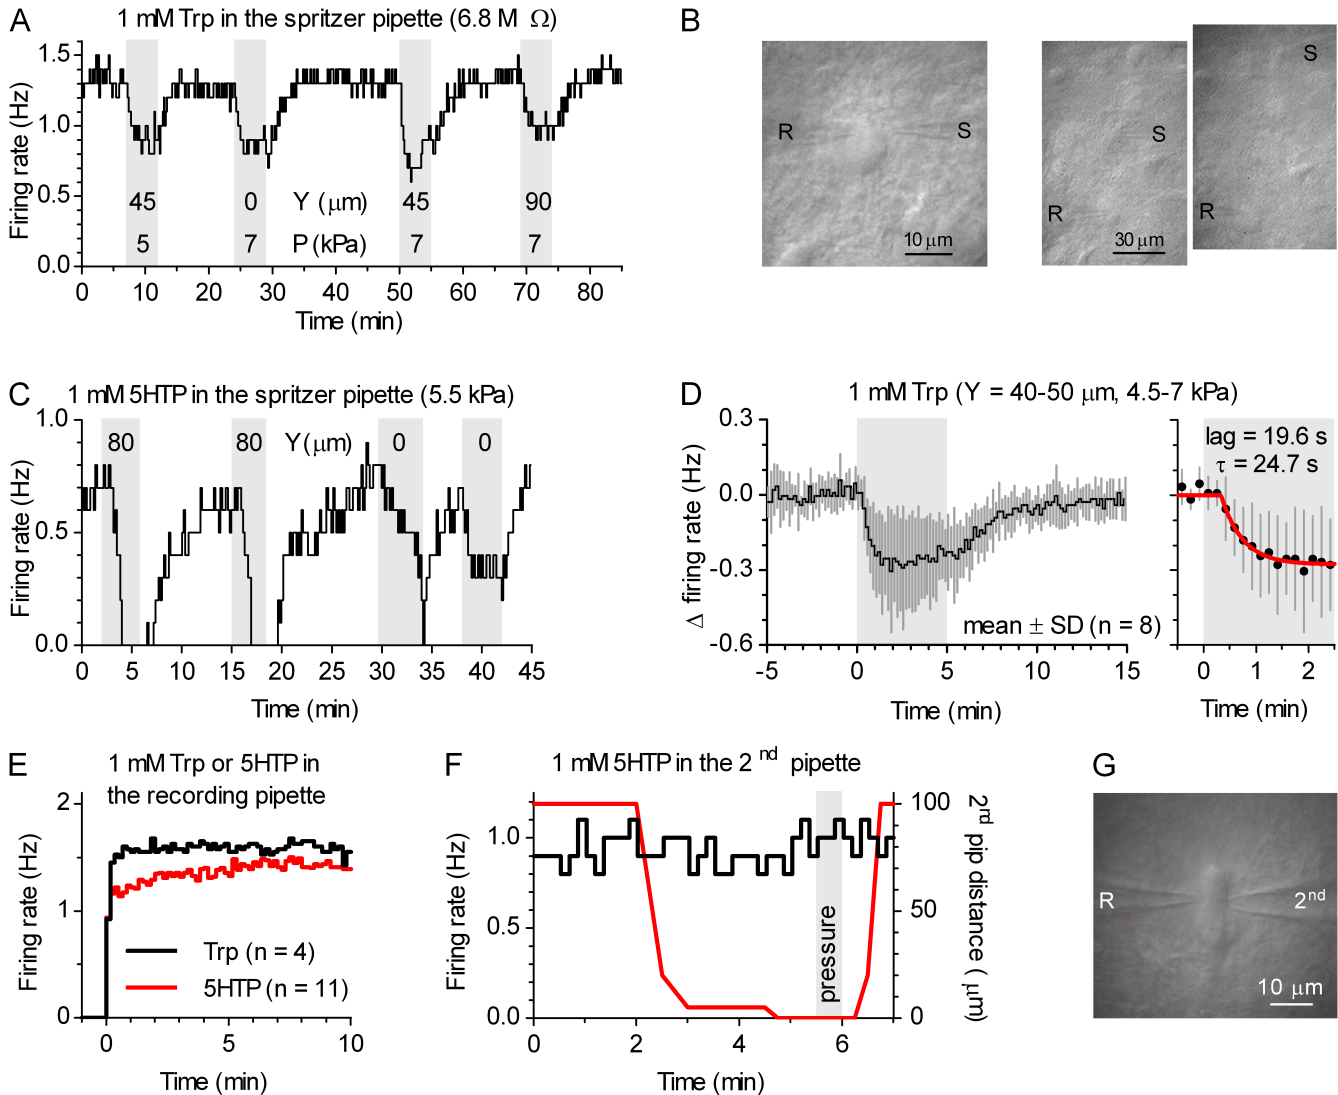 A
1 mM Trp in the spritzer pipette (6.8 M Ω)
Firing rate (Hz)
1.5
1.0
0.5
0.0
45 0 Y (μm) 45 90
5 7 P (kPa) 7 7
0 10 20 30 40 50 60 70 80
Time (min)
B
R S
10 μm
S
R
30 μm
S
R
C
1 mM 5HTP in the spritzer pipette (5.5 kPa)
Firing rate (Hz)
1.0
0.5
0.0
80 80 Y (μm) 0 0
0 5 10 15 20 25 30 35 40 45
Time (min)
D
1 mM Trp (Y = 40-50 μm, 4.5-7 kPa)
Δ firing rate (Hz)
0.3
0.0
-0.3
-0.6
mean ± SD (n = 8)
-5 0 5 10 15
Time (min)
lag = 19.6 s
τ = 24.7 s
0 1 2
Time (min)
E
1 mM Trp or 5HTP in
the recording pipette
Firing rate (Hz)
2
1
0
Trp (n = 4)
5HTP (n = 11)
0 5 10
Time (min)
F
1 mM 5HTP in the 2nd pipette
Firing rate (Hz)
1.0
0.5
0.0
pressure
100
50
0
2rd pip distance (μm)
0 2 4 6
Time (min)
G
R 2nd
10 μm